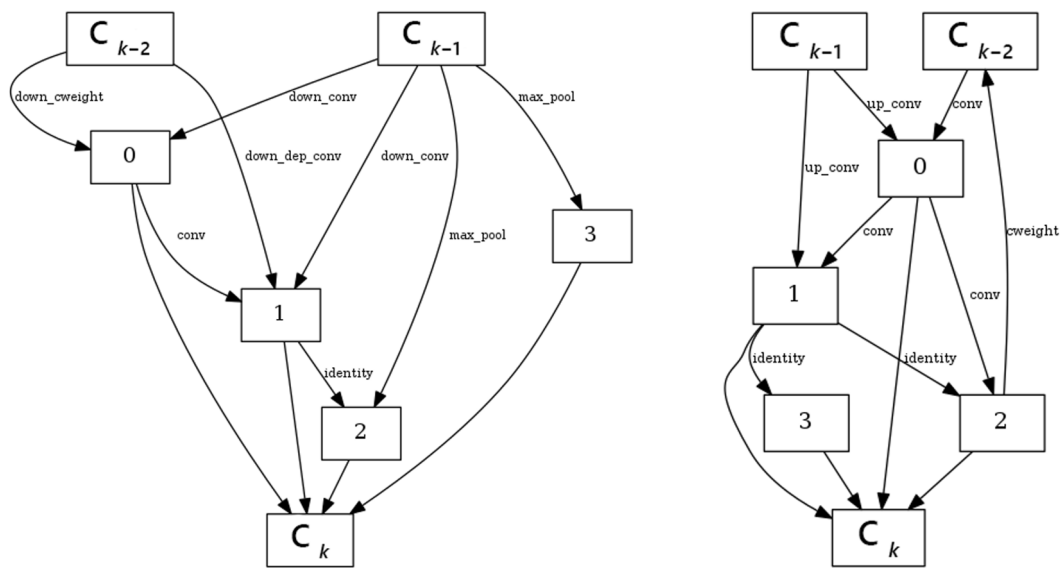 C k-2
C k-1
C k-1
C k-2
down_cweight
down_conv
max_pool
up_conv
conv
0
down_dep_conv
down_conv
0
up_conv
conv
max_pool
3
conv
cweight
1
1
conv
identity
identity
identity
2
3
2
C k
C k